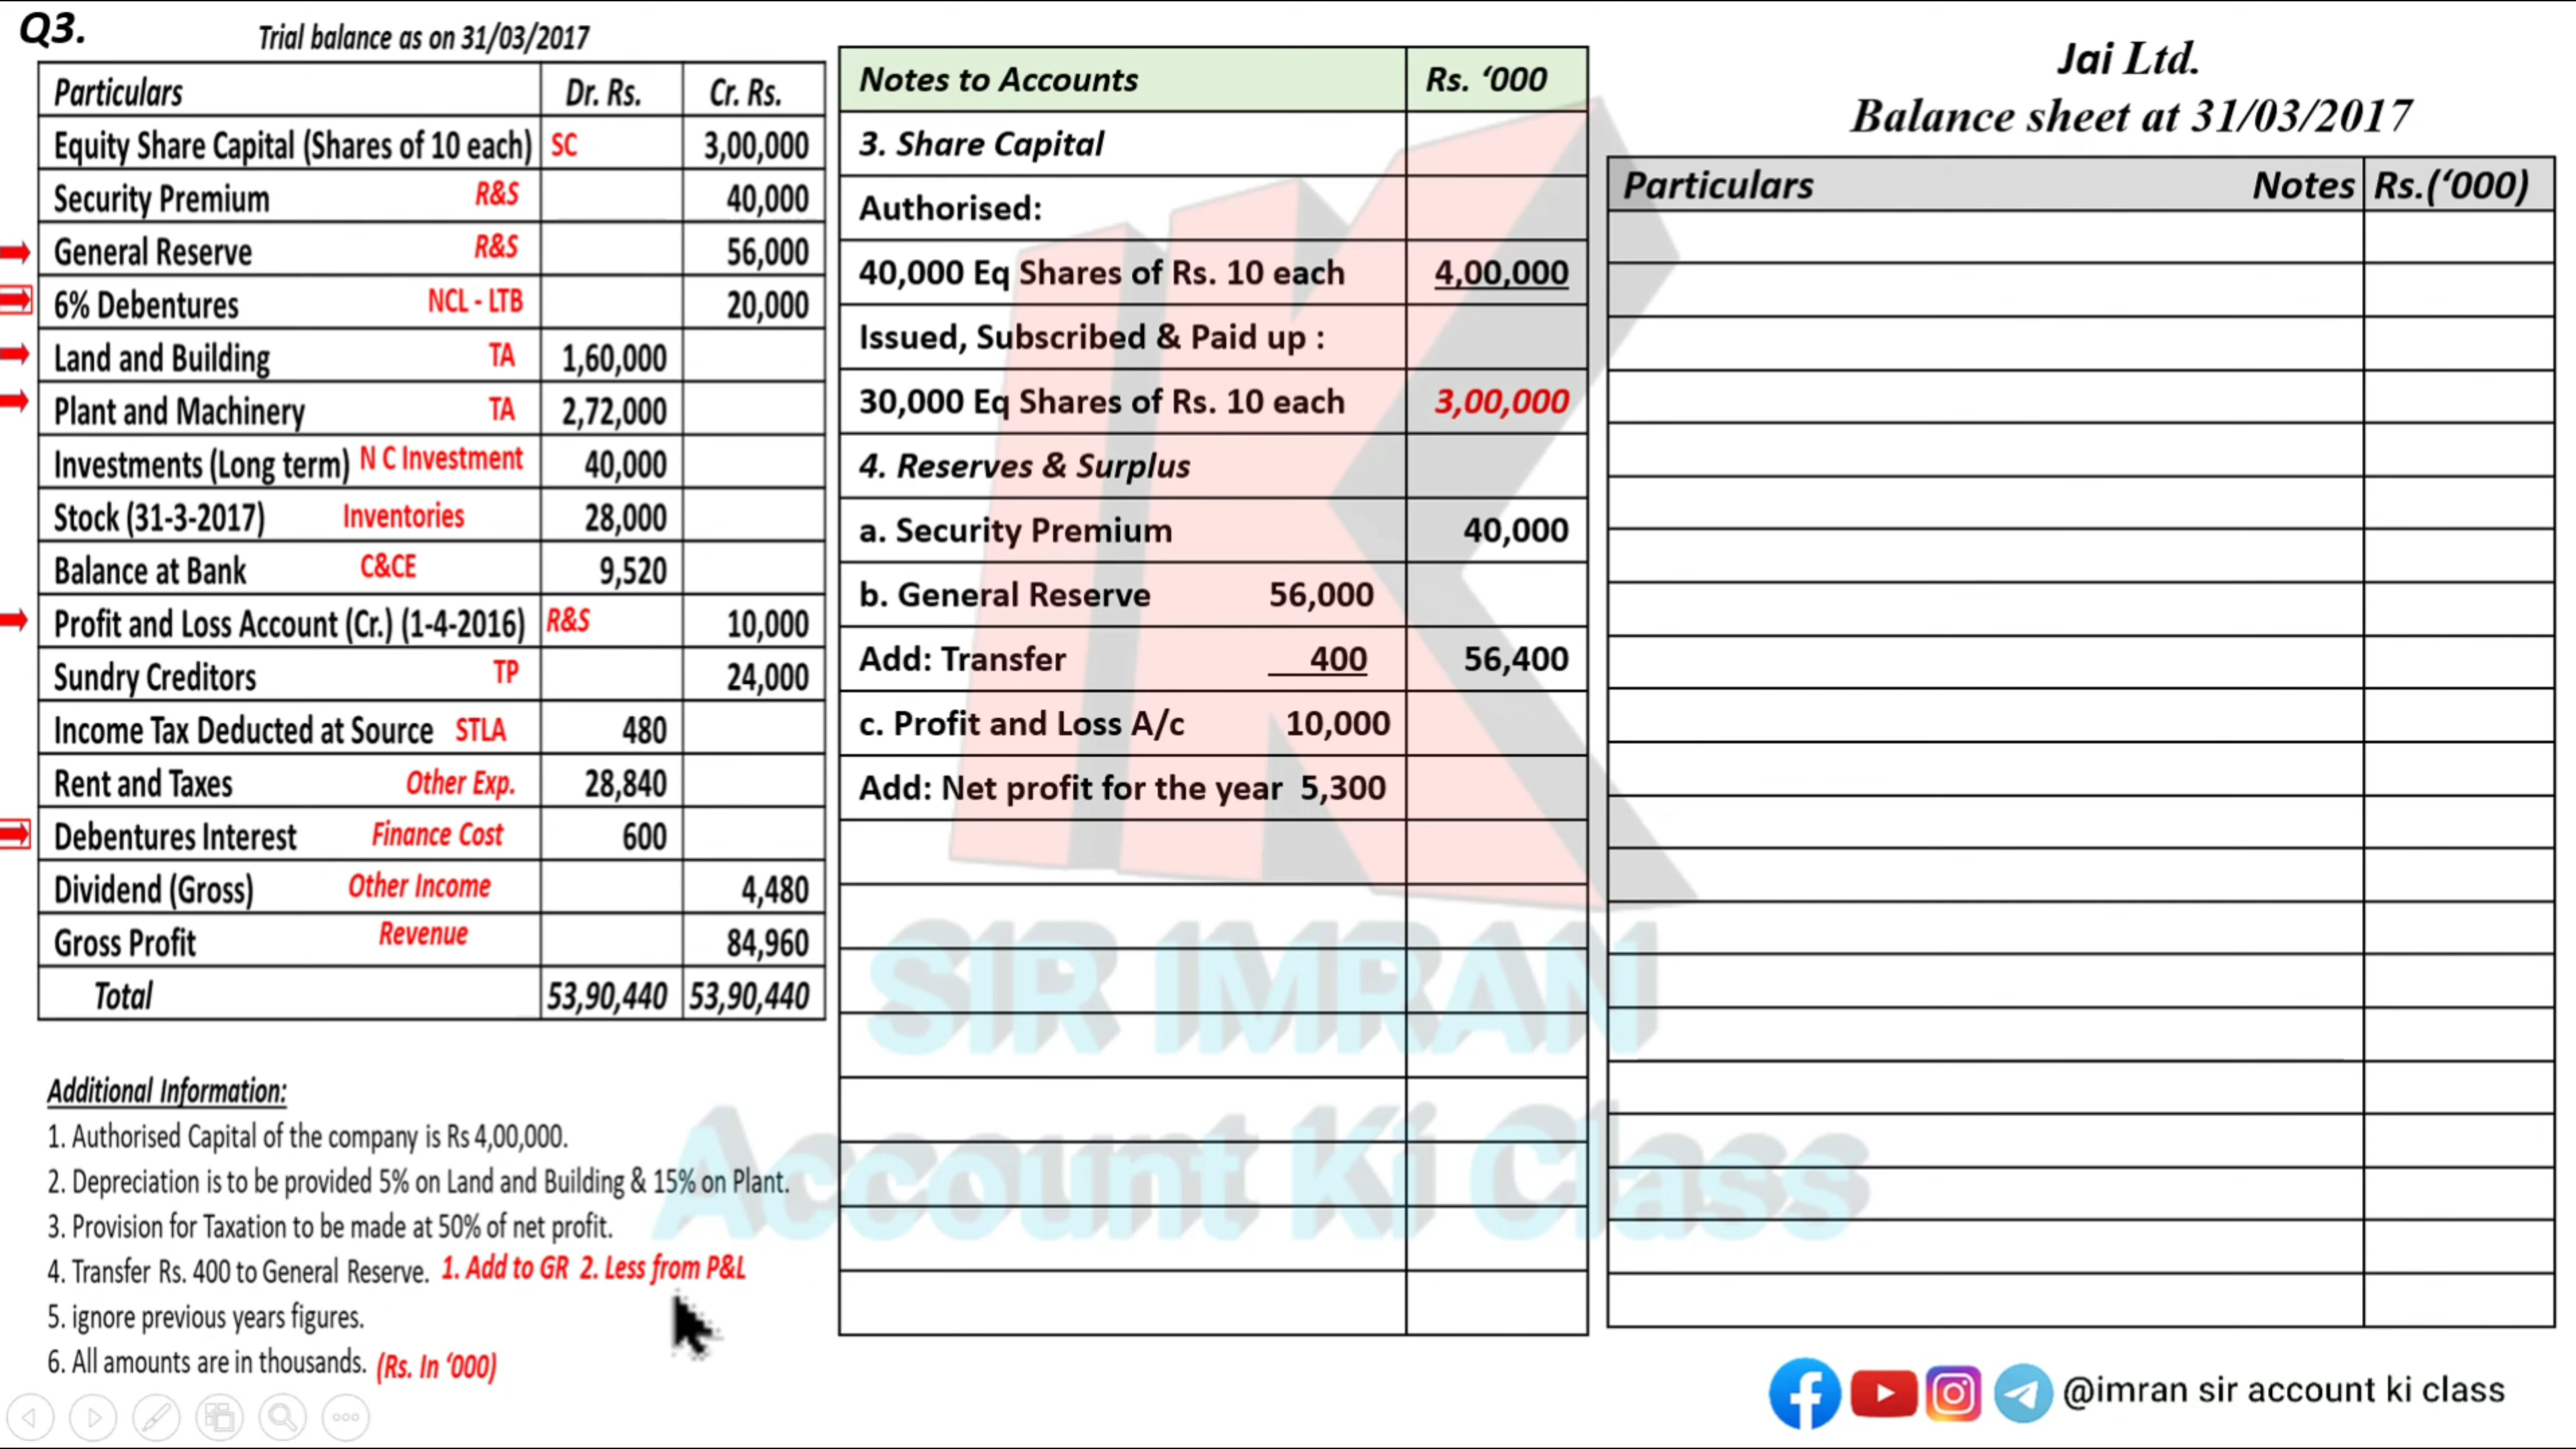 Q3.
Trial balance as on 31/03/2017
Particulars Dr. Rs. Cr. Rs.
Equity Share Capital (Shares of 10 each) SC 3,00,000
Security Premium R&S 40,000
General Reserve R&S 56,000
6% Debentures NCL - LTB 20,000
Land and Building TA 1,60,000
Plant and Machinery TA 2,72,000
Investments (Long term) N C Investment 40,000
Stock (31-3-2017) Inventories 28,000
Balance at Bank C&CE 9,520
Profit and Loss Account (Cr.) (1-4-2016) R&S 10,000
Sundry Creditors TP 24,000
Income Tax Deducted at Source STLA 480
Rent and Taxes Other Exp. 28,840
Debentures Interest Finance Cost 600
Dividend (Gross) Other Income 4,480
Gross Profit Revenue 84,960
Total 53,90,440 53,90,440
Additional Information:
1. Authorised Capital of the company is Rs 4,00,000.
2. Depreciation is to be provided 5% on Land and Building & 15% on Plant.
3. Provision for Taxation to be made at 50% of net profit.
4. Transfer Rs. 400 to General Reserve. 1. Add to GR 2. Less from P&L
5. ignore previous years figures.
6. All amounts are in thousands. (Rs. In ‘000)
Notes to Accounts Rs. ‘000
3. Share Capital
Authorised:
40,000 Eq Shares of Rs. 10 each 4,00,000
Issued, Subscribed & Paid up :
30,000 Eq Shares of Rs. 10 each 3,00,000
4. Reserves & Surplus
a. Security Premium 40,000
b. General Reserve 56,000
Add: Transfer 400 56,400
c. Profit and Loss A/c 10,000
Add: Net profit for the year 5,300
SIR IMRAN
Account Ki Class
Jai Ltd.
Balance sheet at 31/03/2017
Particulars Notes Rs.(‘000)
@imran sir account ki class